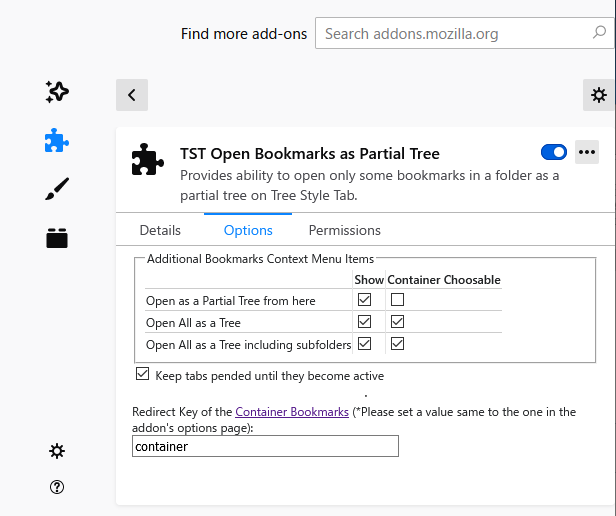 Find more add-ons
Search addons.mozilla.org
TST Open Bookmarks as Partial Tree
Provides ability to open only some bookmarks in a folder as a
partial tree on Tree Style Tab.
Details Options Permissions
Additional Bookmarks Context Menu Items
Show Container Choosable
Open as a Partial Tree from here
Open All as a Tree
Open All as a Tree including subfolders
Keep tabs pended until they become active
.
Redirect Key of the Container Bookmarks (*Please set a value same to the one in the
addon's options page):
container